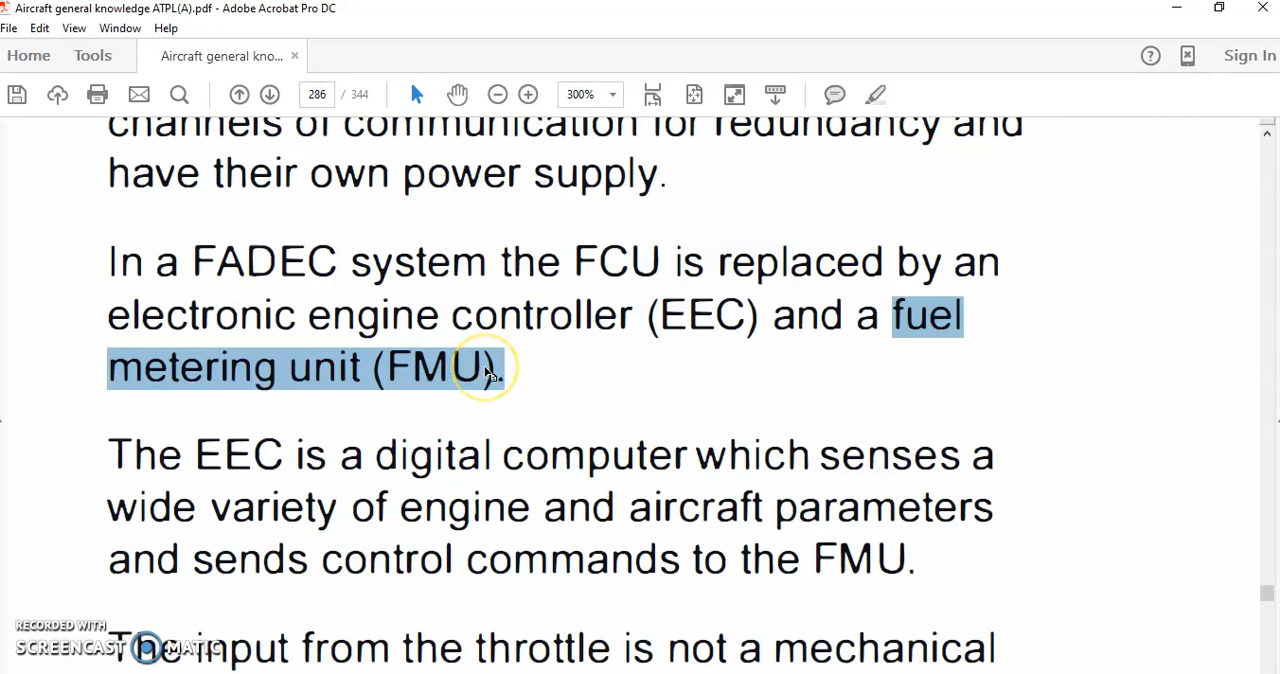 Aircraft general knowledge ATPL(A).pdf - Adobe Acrobat Pro DC
File Edit View Window Help
Home Tools Aircraft general kno... × Sign In
286 / 344 300%
channels of communication for redundancy and
have their own power supply.
In a FADEC system the FCU is replaced by an
electronic engine controller (EEC) and a fuel
metering unit (FMU).
The EEC is a digital computer which senses a
wide variety of engine and aircraft parameters
and sends control commands to the FMU.
RECORDED WITH
SCREENCAST MATIC
The input from the throttle is not a mechanical